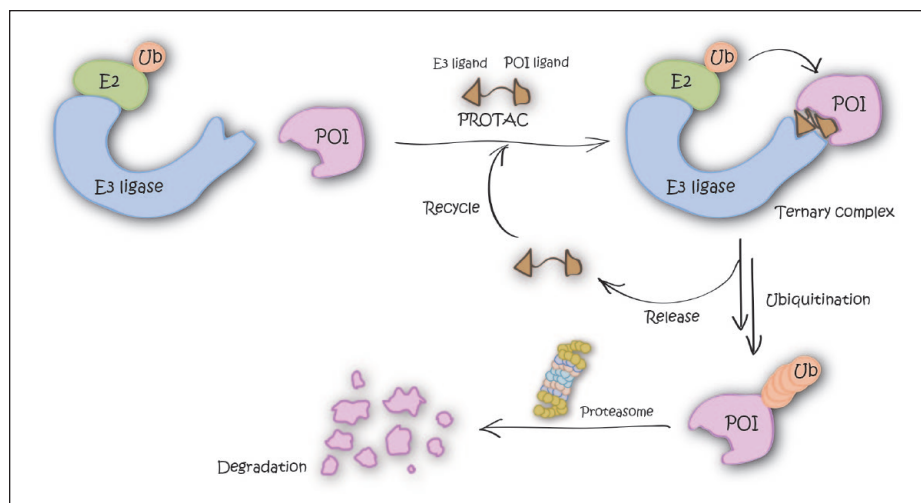 Ub
E2
E3 ligase
POI
E3 ligand
POI ligand
PROTAC
Recycle
Ub
E2
POI
E3 ligase
Ternary complex
Ubiquitination
Release
Ub
POI
Proteasome
Degradation